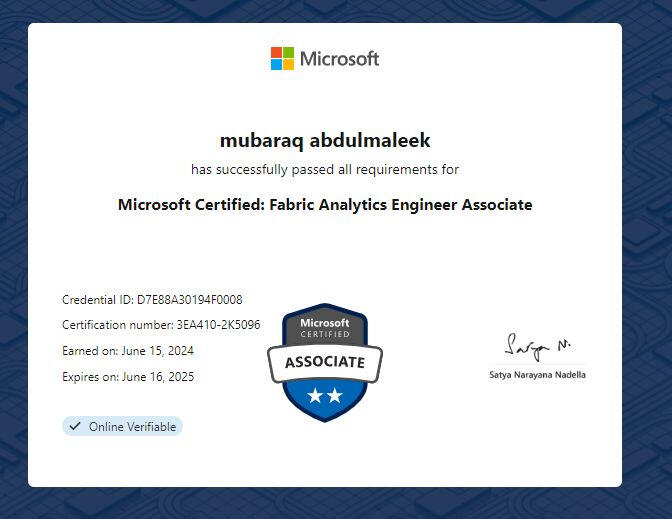 Microsoft
mubaraq abdulmaleek
has successfully passed all requirements for
Microsoft Certified: Fabric Analytics Engineer Associate
Credential ID: D7E88A30194F0008
Certification number: 3EA410-2K5096
Earned on: June 15, 2024
Expires on: June 16, 2025
Online Verifiable
Microsoft
CERTIFIED
ASSOCIATE
Satya N.
Satya Narayana Nadella